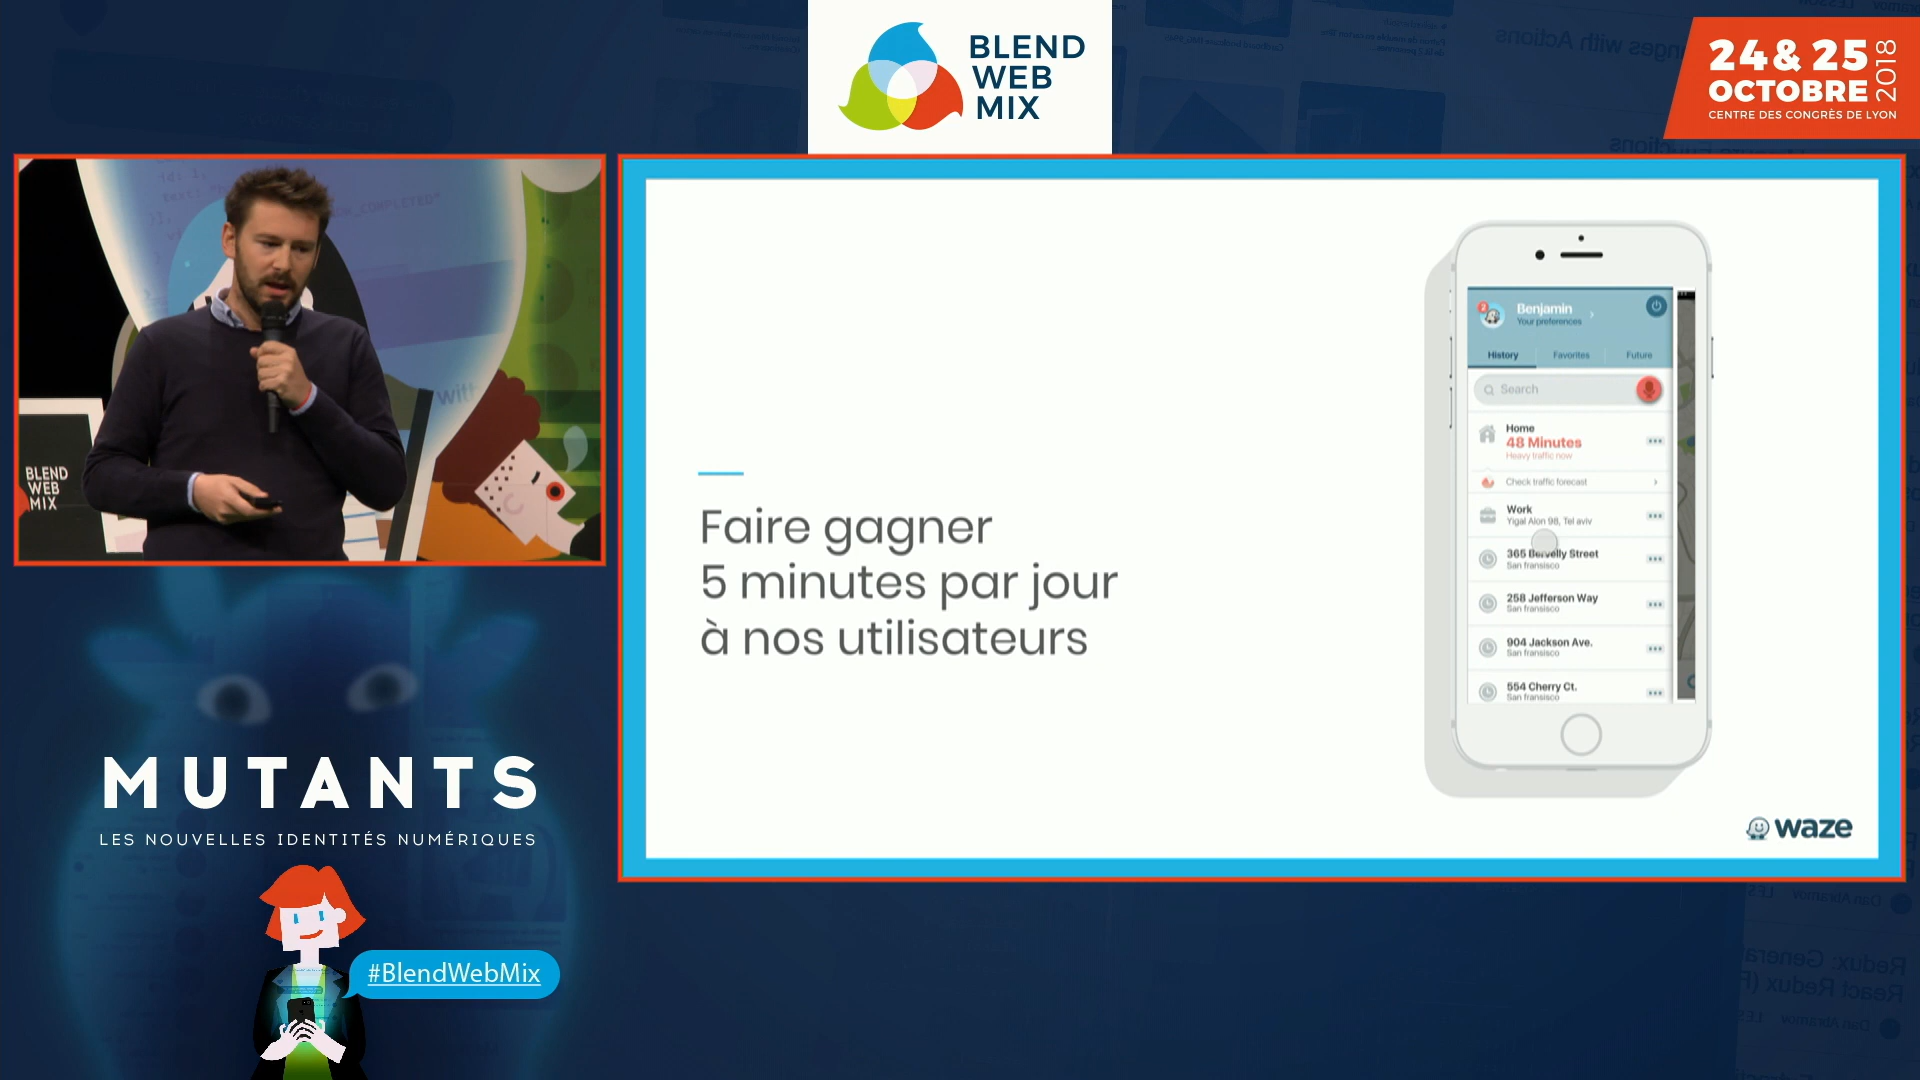 BLEND
WEB
MIX
24 & 25
OCTOBRE
2018
CENTRE DES CONGRÈS DE LYON
BLEND
WEB
MIX
Faire gagner
5 minutes par jour
à nos utilisateurs
2
Benjamin
Your preferences
History Favorites Future
Search
Home
48 Minutes
Heavy traffic now
Check traffic forecast
Work
Yigal Alon 98, Tel aviv
365 Street
San fransisco
258 Jefferson Way
San fransisco
904 Jackson Ave.
San fransisco
554 Cherry Ct.
San fransisco
waze
MUTANTS
LES NOUVELLES IDENTITÉS NUMÉRIQUES
#BlendWebMix